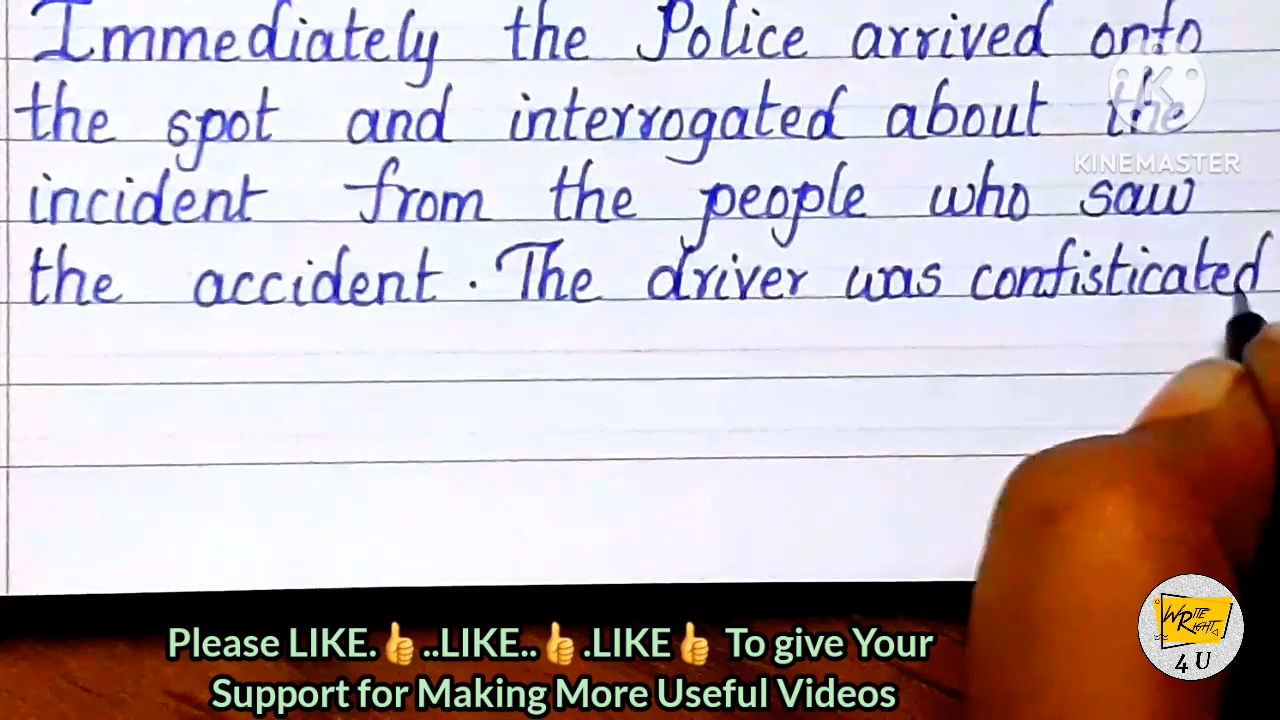 Immediately the Police arrived onto
the spot and interrogated about the
KINEMASTER
incident from the people who saw
the accident. The driver was confisticated
Please LIKE.👍..LIKE..👍.LIKE👍 To give Your
Support for Making More Useful Videos
WRITE
RIGHT
4 U